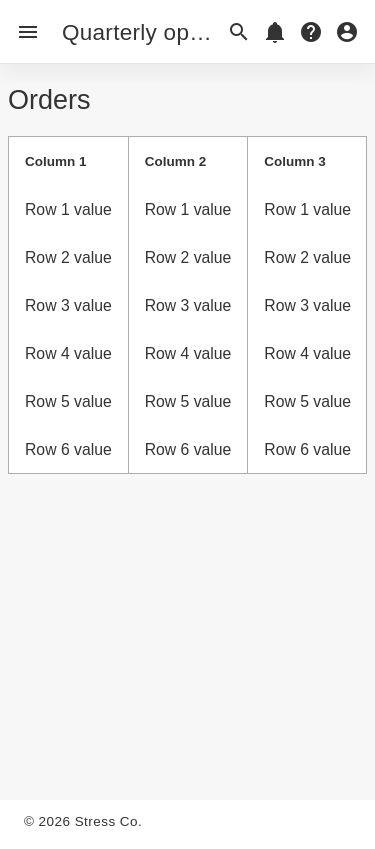 Quarterly op…
Orders
Column 1 Column 2 Column 3
Row 1 value Row 1 value Row 1 value
Row 2 value Row 2 value Row 2 value
Row 3 value Row 3 value Row 3 value
Row 4 value Row 4 value Row 4 value
Row 5 value Row 5 value Row 5 value
Row 6 value Row 6 value Row 6 value
© 2026 Stress Co.